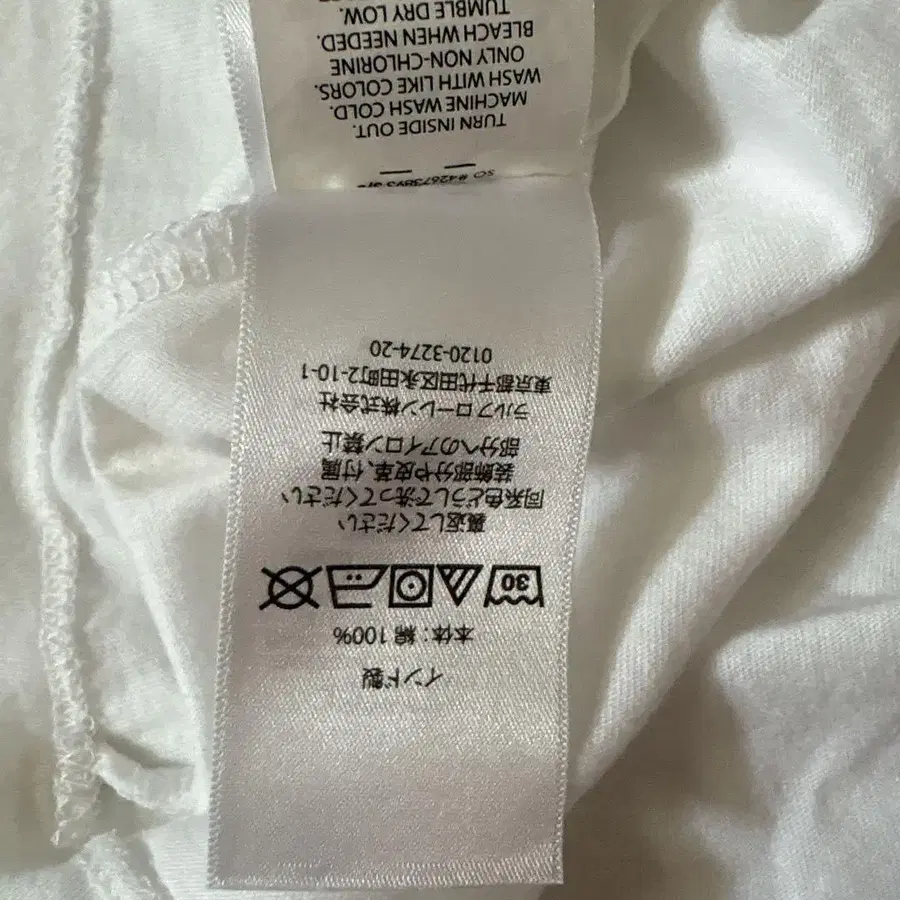 インド製
本体：綿 100%
30
裏返してください
同系色どうしで洗ってください
装飾部分や皮革、付属
部分へのアイロン禁止
ラルフローレン株式会社
東京都千代田区永田町2-10-1
0120-3274-20
SO
TURN INSIDE OUT.
MACHINE WASH COLD.
WASH WITH LIKE COLORS.
ONLY NON-CHLORINE
BLEACH WHEN NEEDED.
TUMBLE DRY LOW.